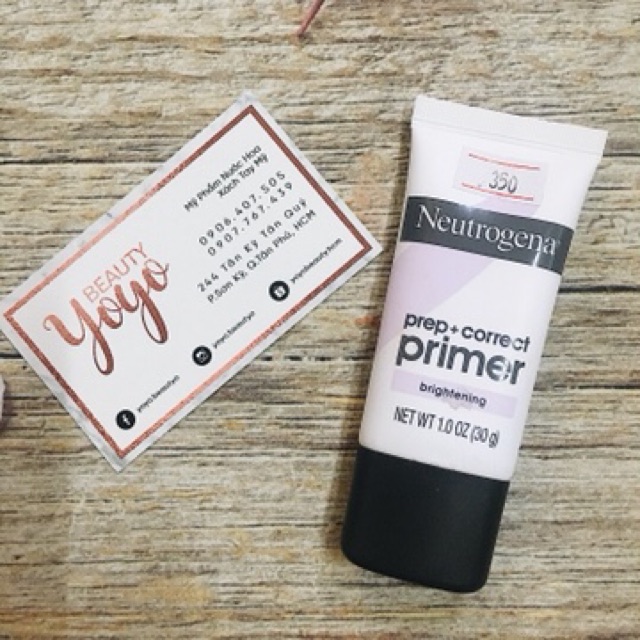 BEAUTY
Yoyo
Mỹ Phẩm Nước Hoa
Xách Tay Mỹ
0906.407.505
0907.767.439
244 Tân Kỳ Tân Quý
P.Sơn Kỳ, Q.Tân Phú, HCM
350
Neutrogena
prep + correct
primer
brightening
NET WT 1.0 OZ (30 g)